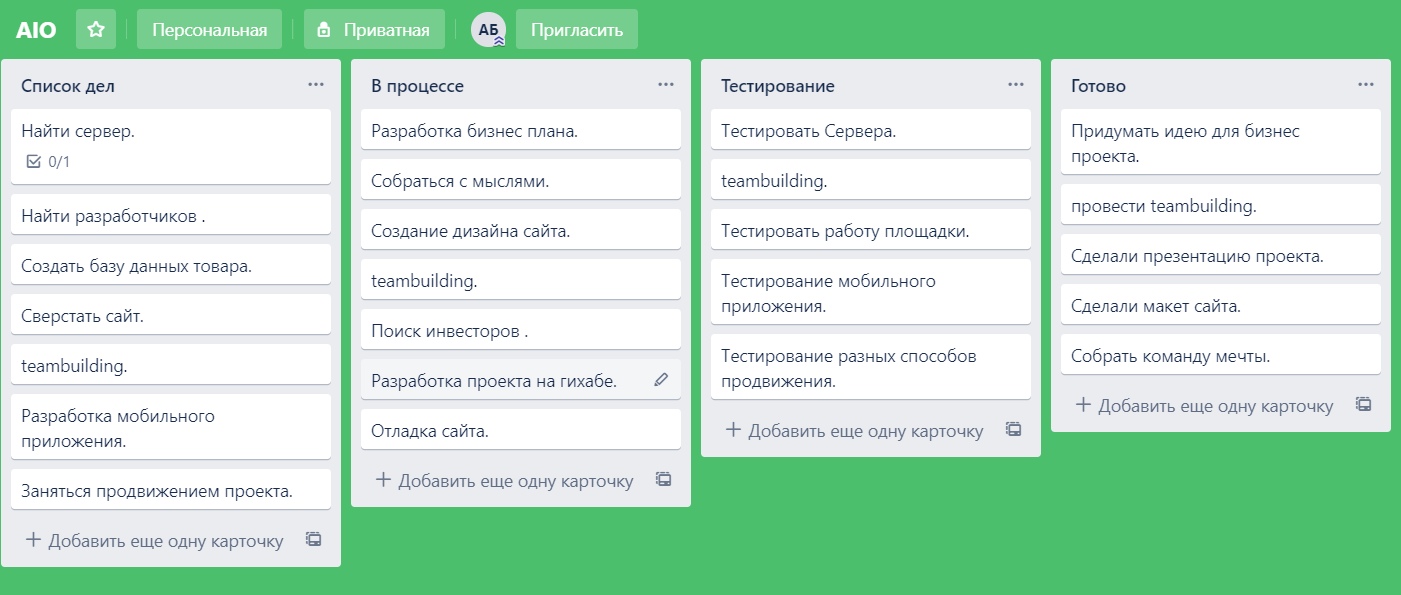 AIO
Персональная
Приватная
АБ
Пригласить
Список дел
Найти сервер.
0/1
Найти разработчиков .
Создать базу данных товара.
Сверстать сайт.
teambuilding.
Разработка мобильного
приложения.
Заняться продвижением проекта.
+ Добавить еще одну карточку
В процессе
Разработка бизнес плана.
Собраться с мыслями.
Создание дизайна сайта.
teambuilding.
Поиск инвесторов .
Разработка проекта на гихабе.
Отладка сайта.
+ Добавить еще одну карточку
Тестирование
Тестировать Сервера.
teambuilding.
Тестировать работу площадки.
Тестирование мобильного
приложения.
Тестирование разных способов
продвижения.
+ Добавить еще одну карточку
Готово
Придумать идею для бизнес
проекта.
провести teambuilding.
Сделали презентацию проекта.
Сделали макет сайта.
Собрать команду мечты.
+ Добавить еще одну карточку